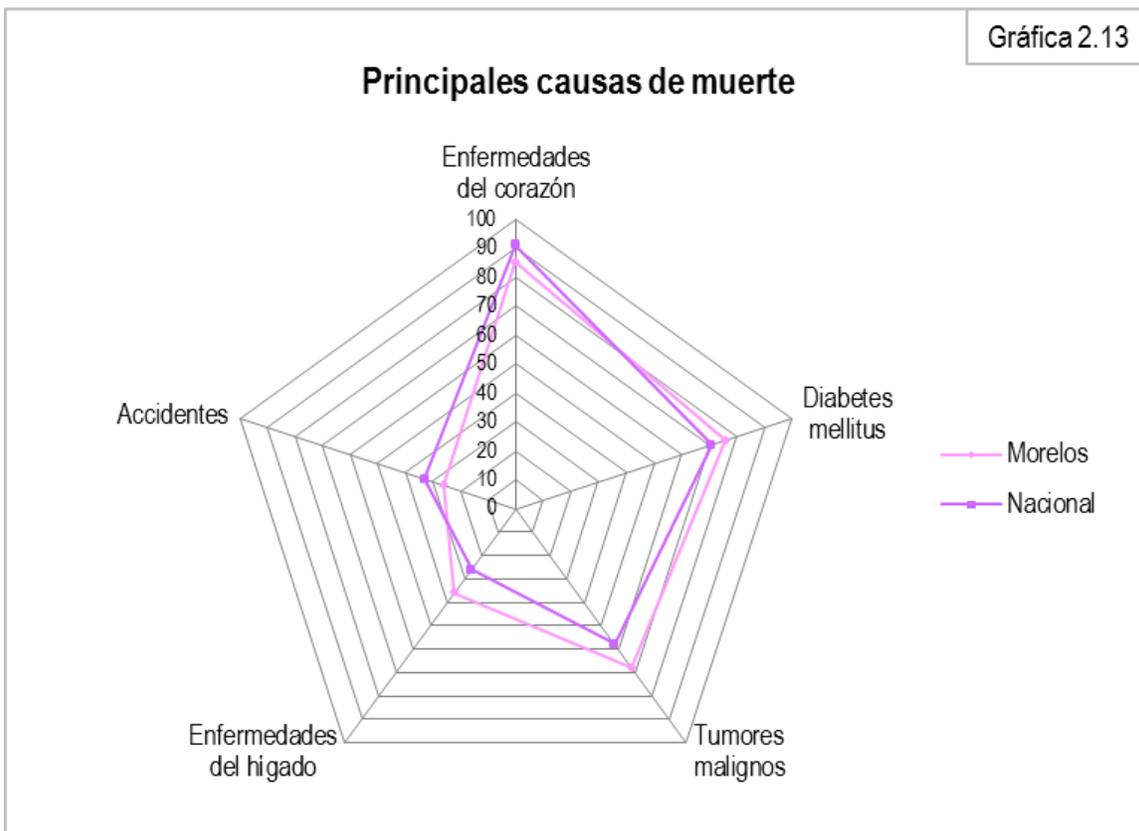 Gráfica 2.13
Principales causas de muerte
Enfermedades
del corazón
100
90
80
70
60
50
40
30
20
10
0
Diabetes
mellitus
Accidentes
Morelos
Nacional
Enfermedades
del higado
Tumores
malignos